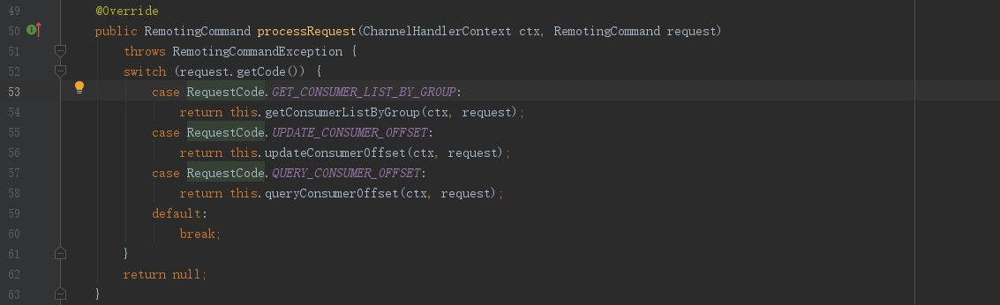 49 @Override
50 public RemotingCommand processRequest(ChannelHandlerContext ctx, RemotingCommand request)
51 throws RemotingCommandException {
52 switch (request.getCode()) {
53 case RequestCode.GET_CONSUMER_LIST_BY_GROUP:
54 return this.getConsumerListByGroup(ctx, request);
55 case RequestCode.UPDATE_CONSUMER_OFFSET:
56 return this.updateConsumerOffset(ctx, request);
57 case RequestCode.QUERY_CONSUMER_OFFSET:
58 return this.queryConsumerOffset(ctx, request);
59 default:
60 break;
61 }
62 return null;
63 }